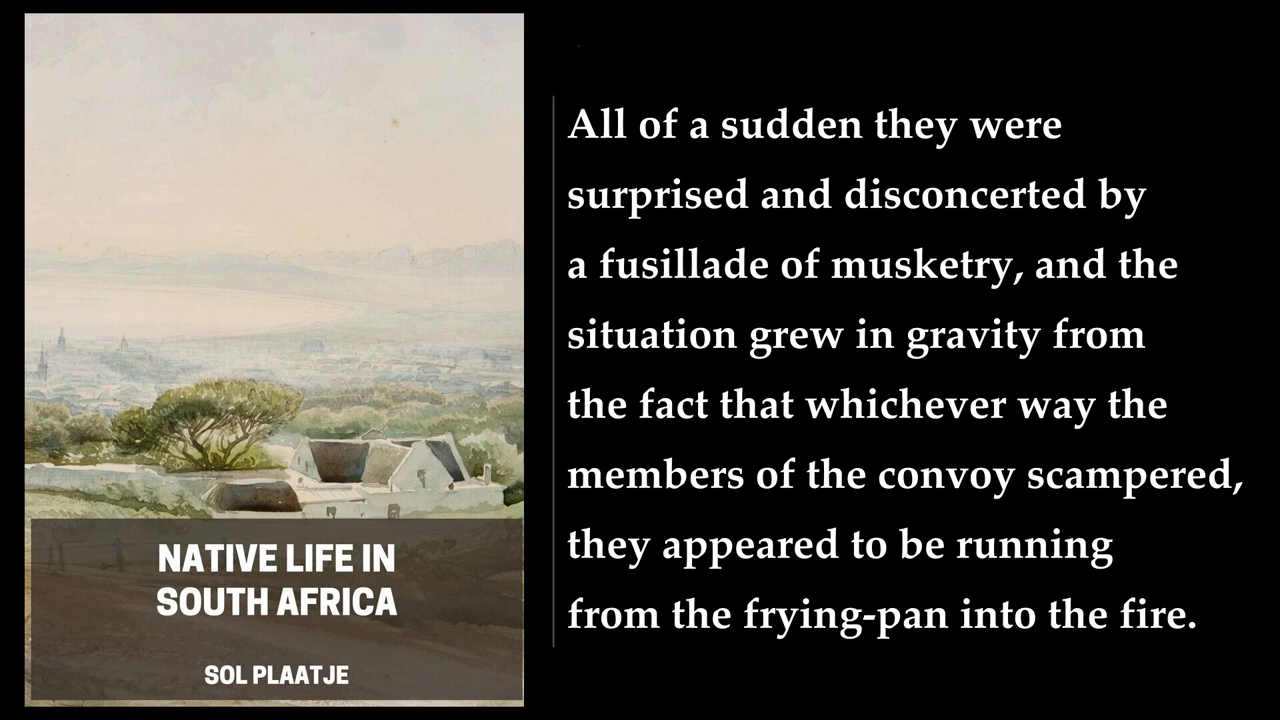 NATIVE LIFE IN
SOUTH AFRICA
SOL PLAATJE
All of a sudden they were
surprised and disconcerted by
a fusillade of musketry, and the
situation grew in gravity from
the fact that whichever way the
members of the convoy scampered,
they appeared to be running
from the frying-pan into the fire.